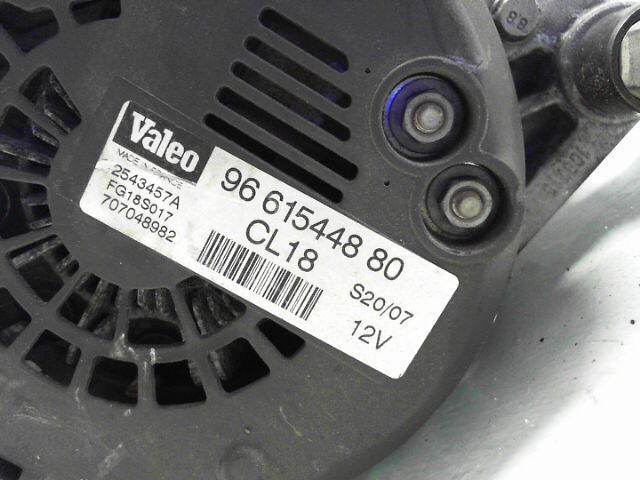 Valeo
MADE IN FRANCE
2543457A
FG18S017
707048982
96 615448 80
CL18
S20/07
12V